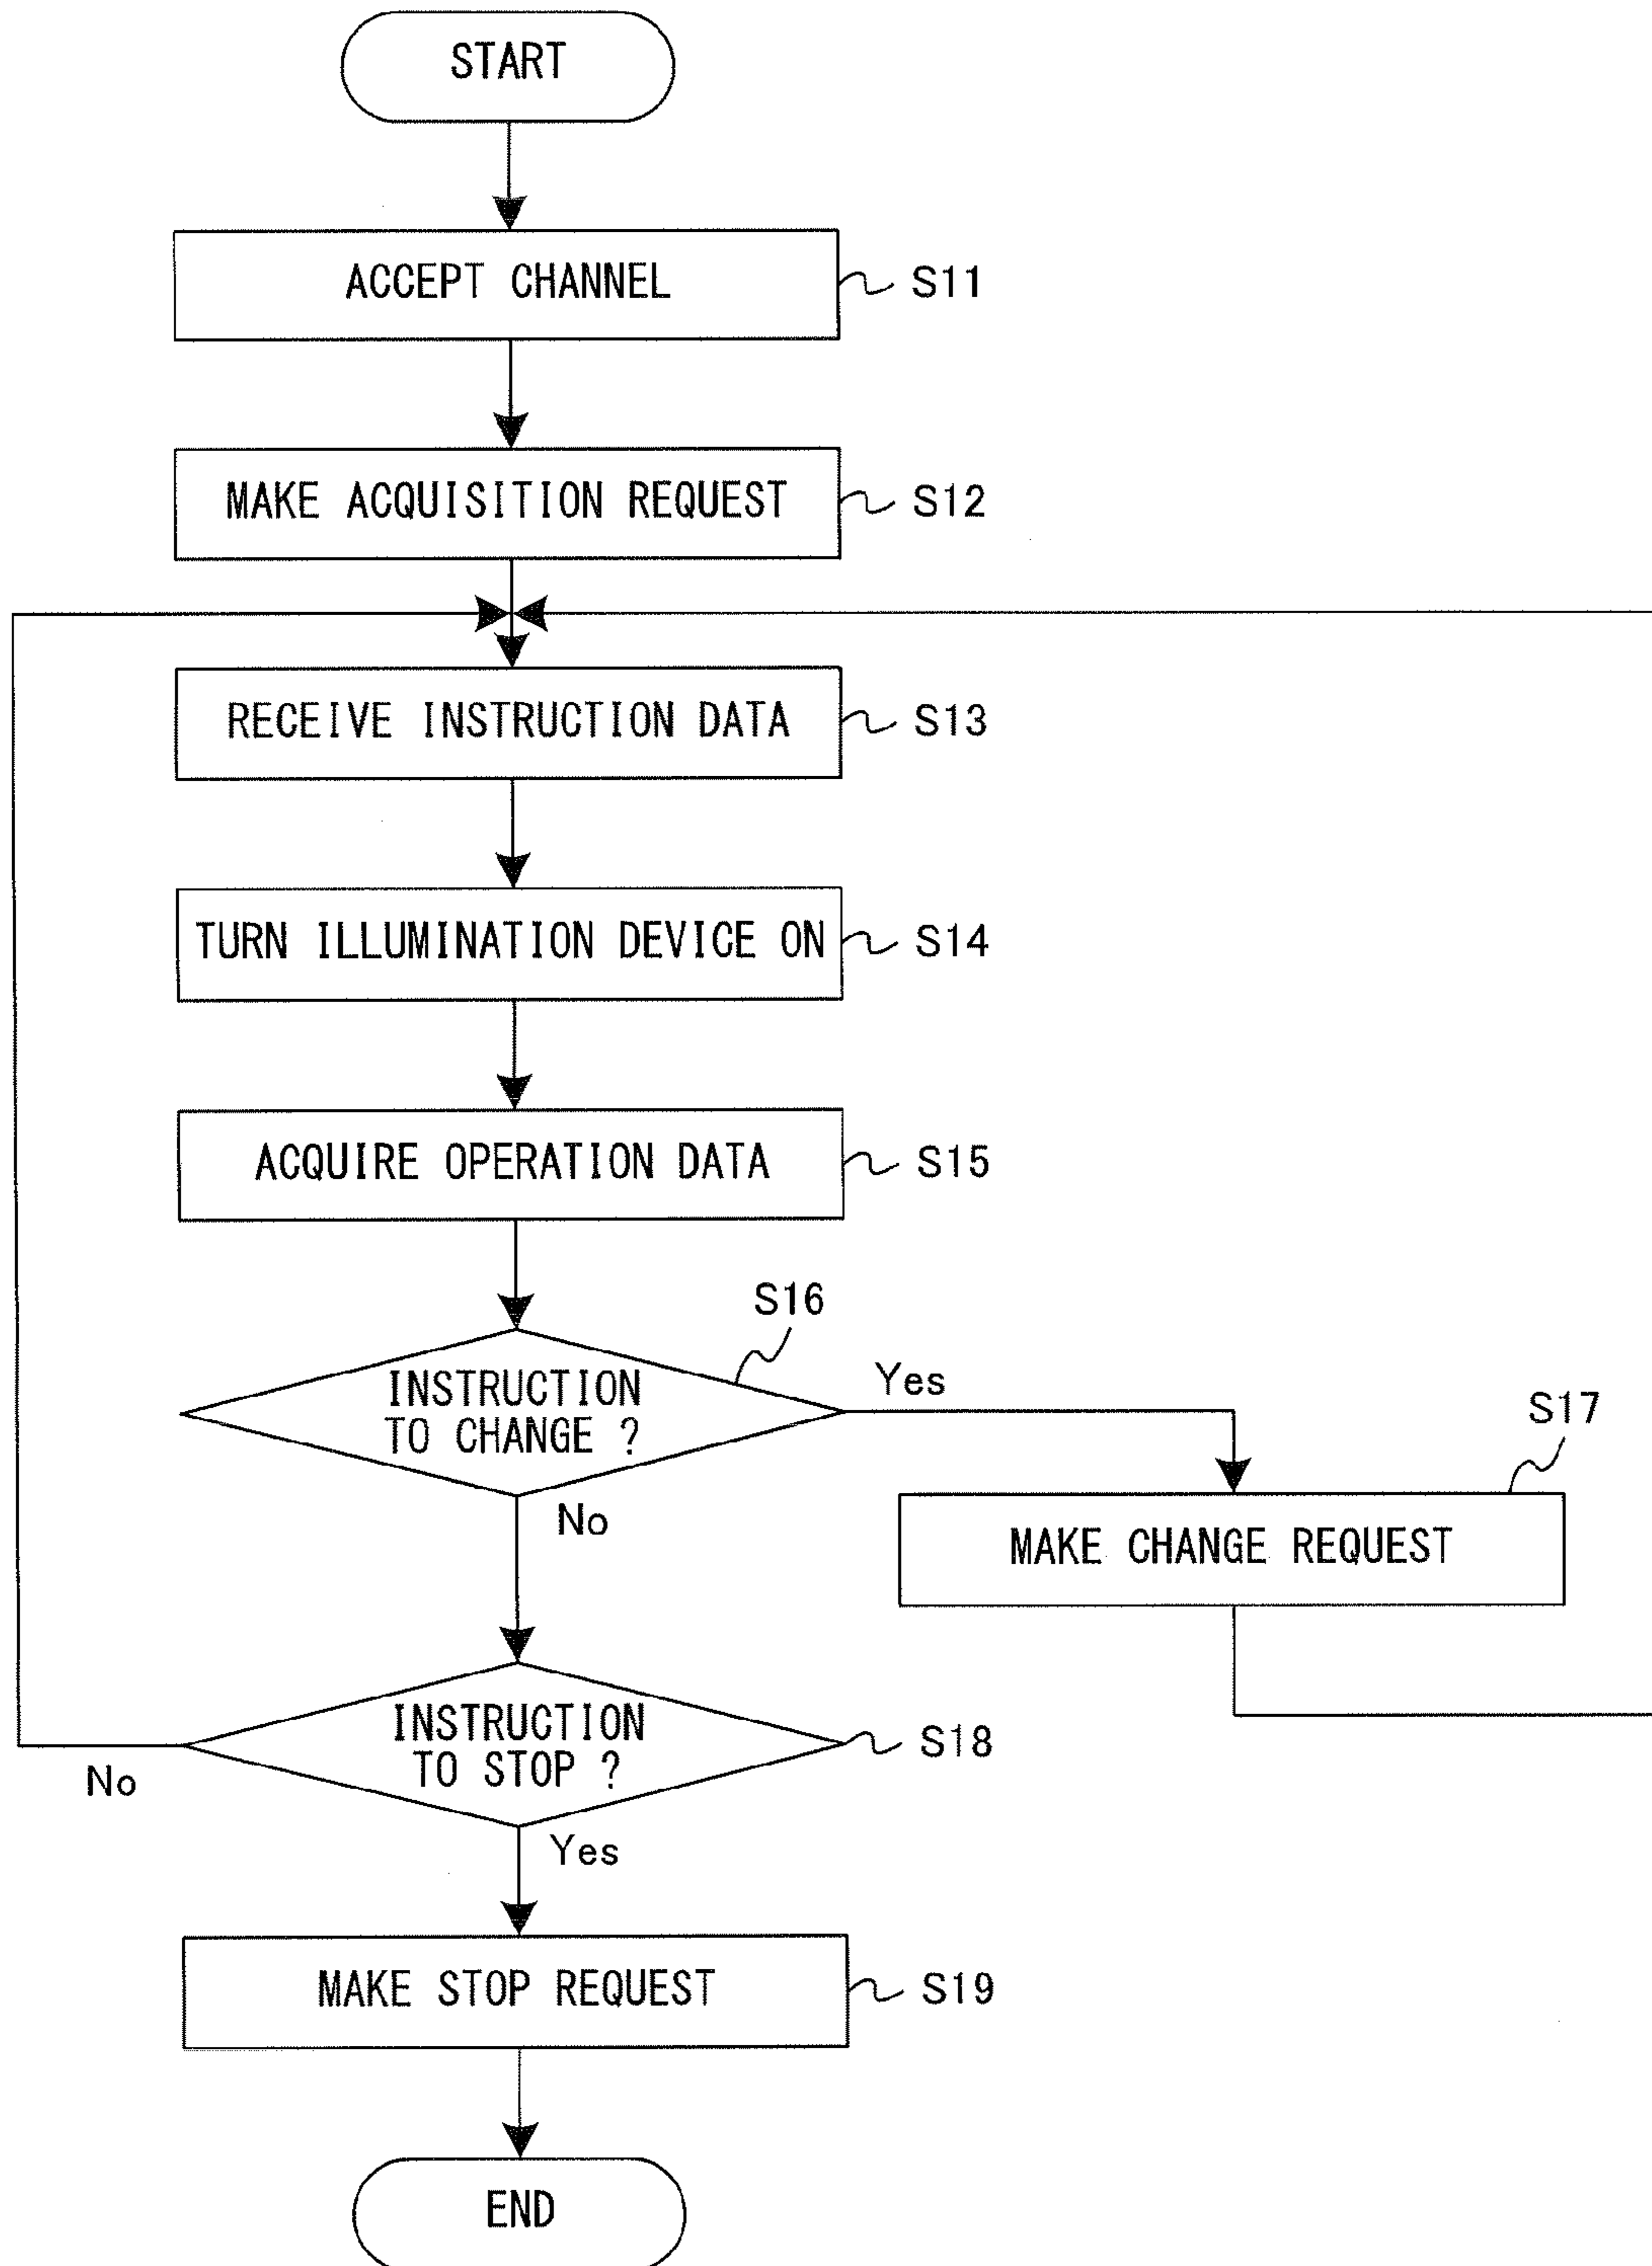 START
ACCEPT CHANNEL
S11
MAKE ACQUISITION REQUEST
S12
RECEIVE INSTRUCTION DATA
S13
TURN ILLUMINATION DEVICE ON
S14
ACQUIRE OPERATION DATA
S15
S16
INSTRUCTION
TO CHANGE ?
Yes
No
S17
MAKE CHANGE REQUEST
INSTRUCTION
TO STOP ?
S18
No
Yes
MAKE STOP REQUEST
S19
END